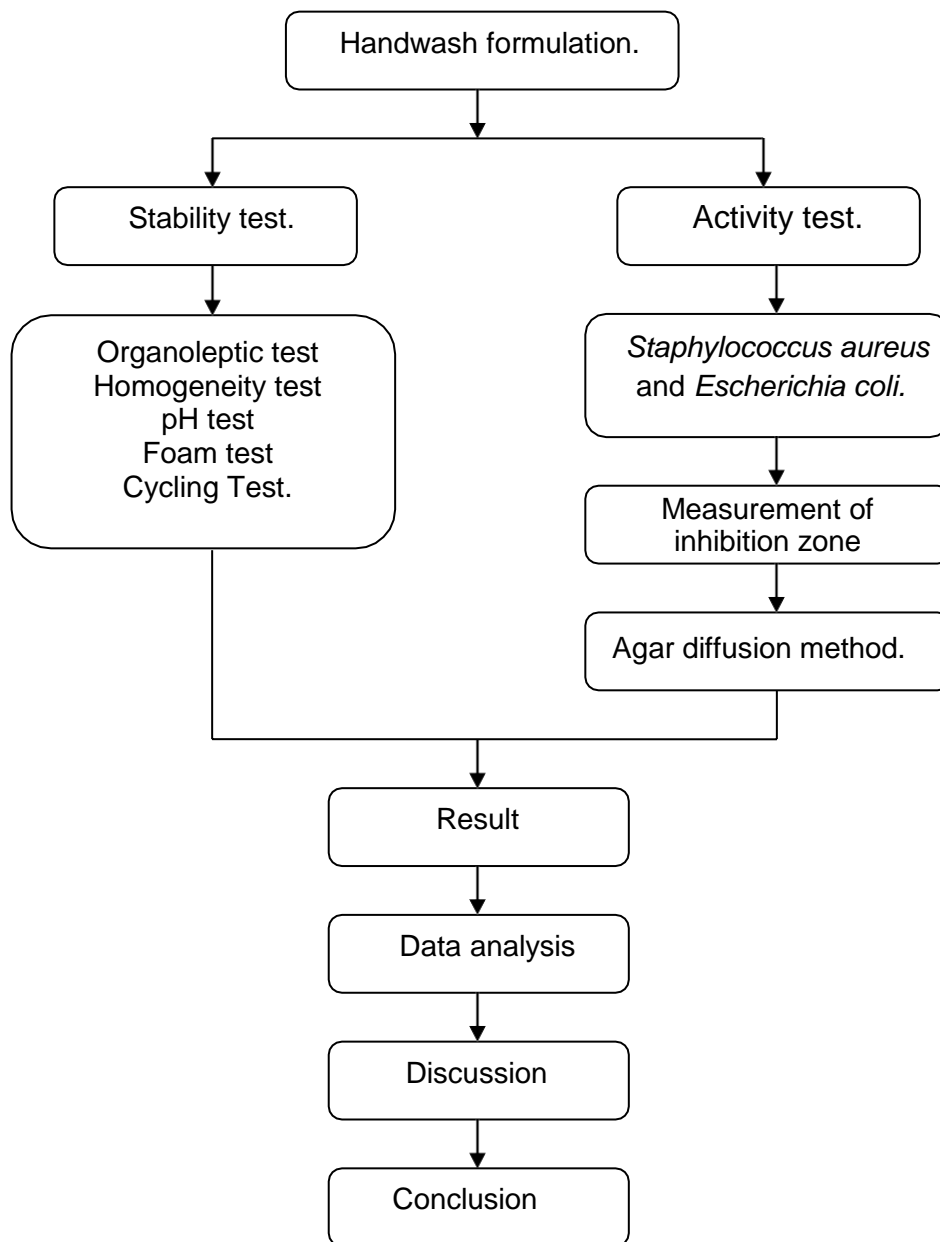 Handwash formulation.
Stability test.
Activity test.
Organoleptic test
Homogeneity test
pH test
Foam test
Cycling Test.
Staphylococcus aureus
and Escherichia coli.
Measurement of
inhibition zone
Agar diffusion method.
Result
Data analysis
Discussion
Conclusion